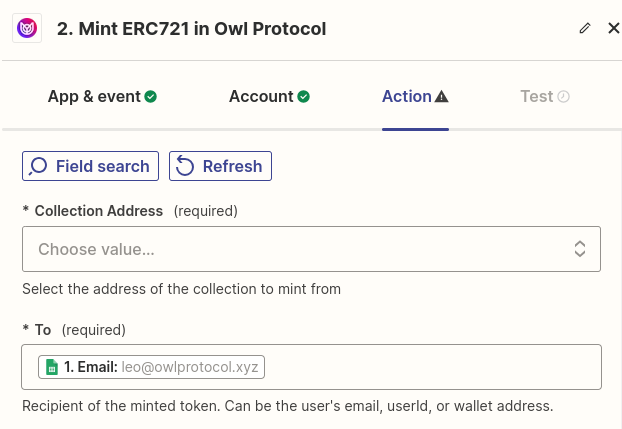 2. Mint ERC721 in Owl Protocol
App & event Account Action Test
Field search Refresh
* Collection Address (required)
Choose value...
Select the address of the collection to mint from
* To (required)
1. Email: leo@owlprotocol.xyz
Recipient of the minted token. Can be the user's email, userId, or wallet address.